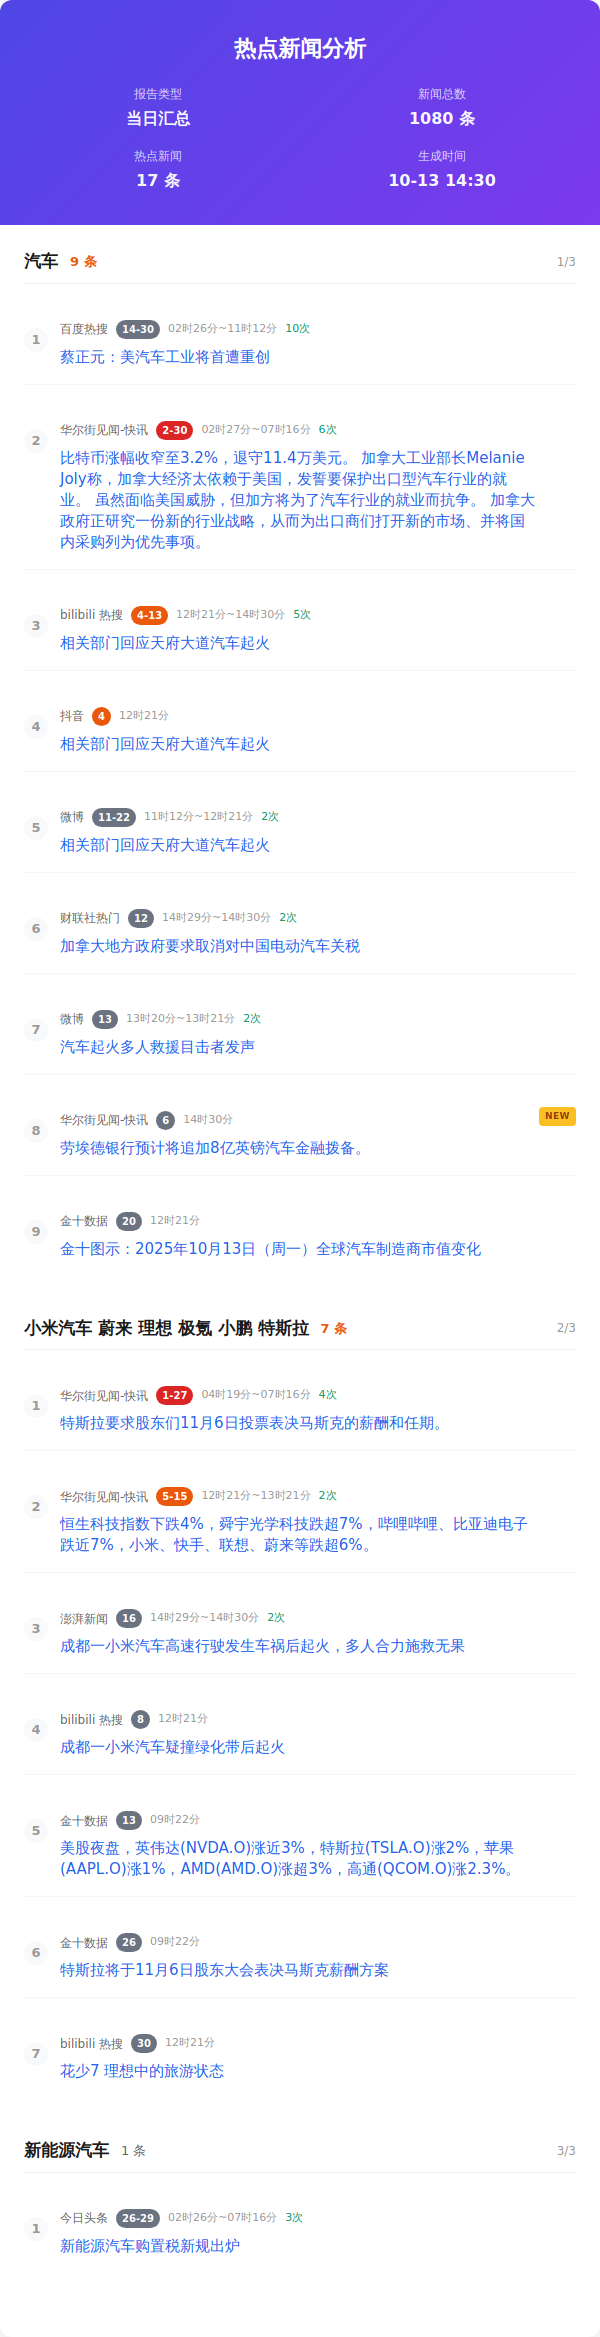 热点新闻分析
报告类型
新闻总数
当日汇总
1080 条
热点新闻
生成时间
17 条
10-13 14:30
汽车 9 条 1/3
1
百度热搜 14-30 02时26分~11时12分 10次
蔡正元：美汽车工业将首遭重创
2
华尔街见闻-快讯 2-30 02时27分~07时16分 6次
比特币涨幅收窄至3.2%，退守11.4万美元。 加拿大工业部长Melanie
Joly称，加拿大经济太依赖于美国，发誓要保护出口型汽车行业的就
业。 虽然面临美国威胁，但加方将为了汽车行业的就业而抗争。 加拿大
政府正研究一份新的行业战略，从而为出口商们打开新的市场、并将国
内采购列为优先事项。
3
bilibili 热搜 4-13 12时21分~14时30分 5次
相关部门回应天府大道汽车起火
4
抖音 4 12时21分
相关部门回应天府大道汽车起火
5
微博 11-22 11时12分~12时21分 2次
相关部门回应天府大道汽车起火
6
财联社热门 12 14时29分~14时30分 2次
加拿大地方政府要求取消对中国电动汽车关税
7
微博 13 13时20分~13时21分 2次
汽车起火多人救援目击者发声
8
华尔街见闻-快讯 6 14时30分 NEW
劳埃德银行预计将追加8亿英镑汽车金融拨备。
9
金十数据 20 12时21分
金十图示：2025年10月13日（周一）全球汽车制造商市值变化
小米汽车 蔚来 理想 极氪 小鹏 特斯拉 7 条 2/3
1
华尔街见闻-快讯 1-27 04时19分~07时16分 4次
特斯拉要求股东们11月6日投票表决马斯克的薪酬和任期。
2
华尔街见闻-快讯 5-15 12时21分~13时21分 2次
恒生科技指数下跌4%，舜宇光学科技跌超7%，哔哩哔哩、比亚迪电子
跌近7%，小米、快手、联想、蔚来等跌超6%。
3
澎湃新闻 16 14时29分~14时30分 2次
成都一小米汽车高速行驶发生车祸后起火，多人合力施救无果
4
bilibili 热搜 8 12时21分
成都一小米汽车疑撞绿化带后起火
5
金十数据 13 09时22分
美股夜盘，英伟达(NVDA.O)涨近3%，特斯拉(TSLA.O)涨2%，苹果
(AAPL.O)涨1%，AMD(AMD.O)涨超3%，高通(QCOM.O)涨2.3%。
6
金十数据 26 09时22分
特斯拉将于11月6日股东大会表决马斯克薪酬方案
7
bilibili 热搜 30 12时21分
花少7 理想中的旅游状态
新能源汽车 1 条 3/3
1
今日头条 26-29 02时26分~07时16分 3次
新能源汽车购置税新规出炉